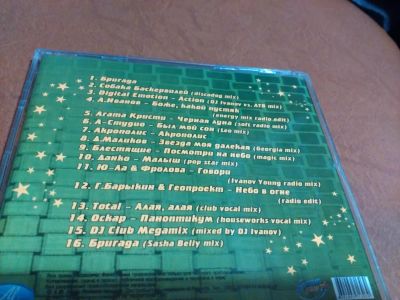 1. Бригада
2. Собака Баскервилей (discodog mix)
3. Digital Emotion - Action (DJ Ivanov vs. ATB mix)
4. А.Иванов - Боже, какой пустяк
(energy mix radio edit)
5. Агата Кристи - Черная луна
6. А-Студио - Был мой сон (soft radio mix)
7. Акрополис - Акрополис (Leo mix)
8. Д.Маликов - Звезда моя далекая (Georgia mix)
9. Блестящие - Посмотри на небо (magic mix)
10. Данко - Малыш (pop star mix)
11. Ю-Ла & Фролова - Говори
(Ivanov Young radio mix)
12. Г.Барыкин & Геопроект - Небо в огне
(radio edit)
13. Total - Алая, алая (club vocal mix)
14. Оскар - Паноптикум (houseworks vocal mix)
15. DJ Club Megamix (mixed by DJ Ivanov)
16. Бригада (Sasha Belly mix)